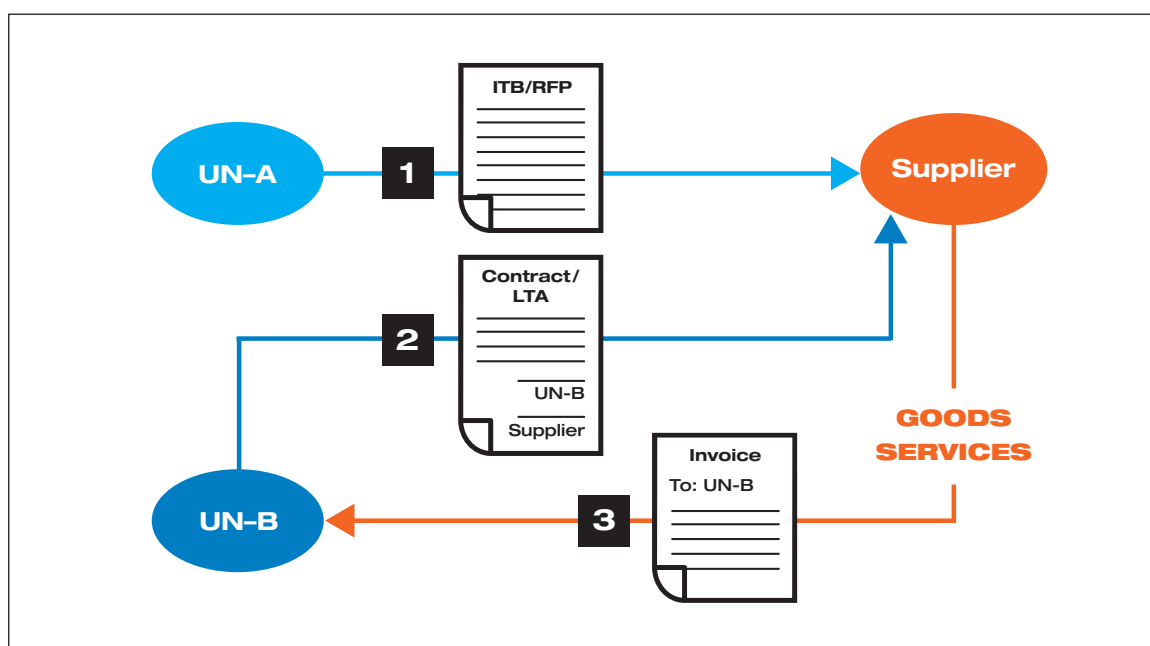 ITB/RFP
UN–A
1
Supplier
Contract/
LTA
2
UN-B
Supplier
GOODS
SERVICES
Invoice
To: UN-B
UN–B
3